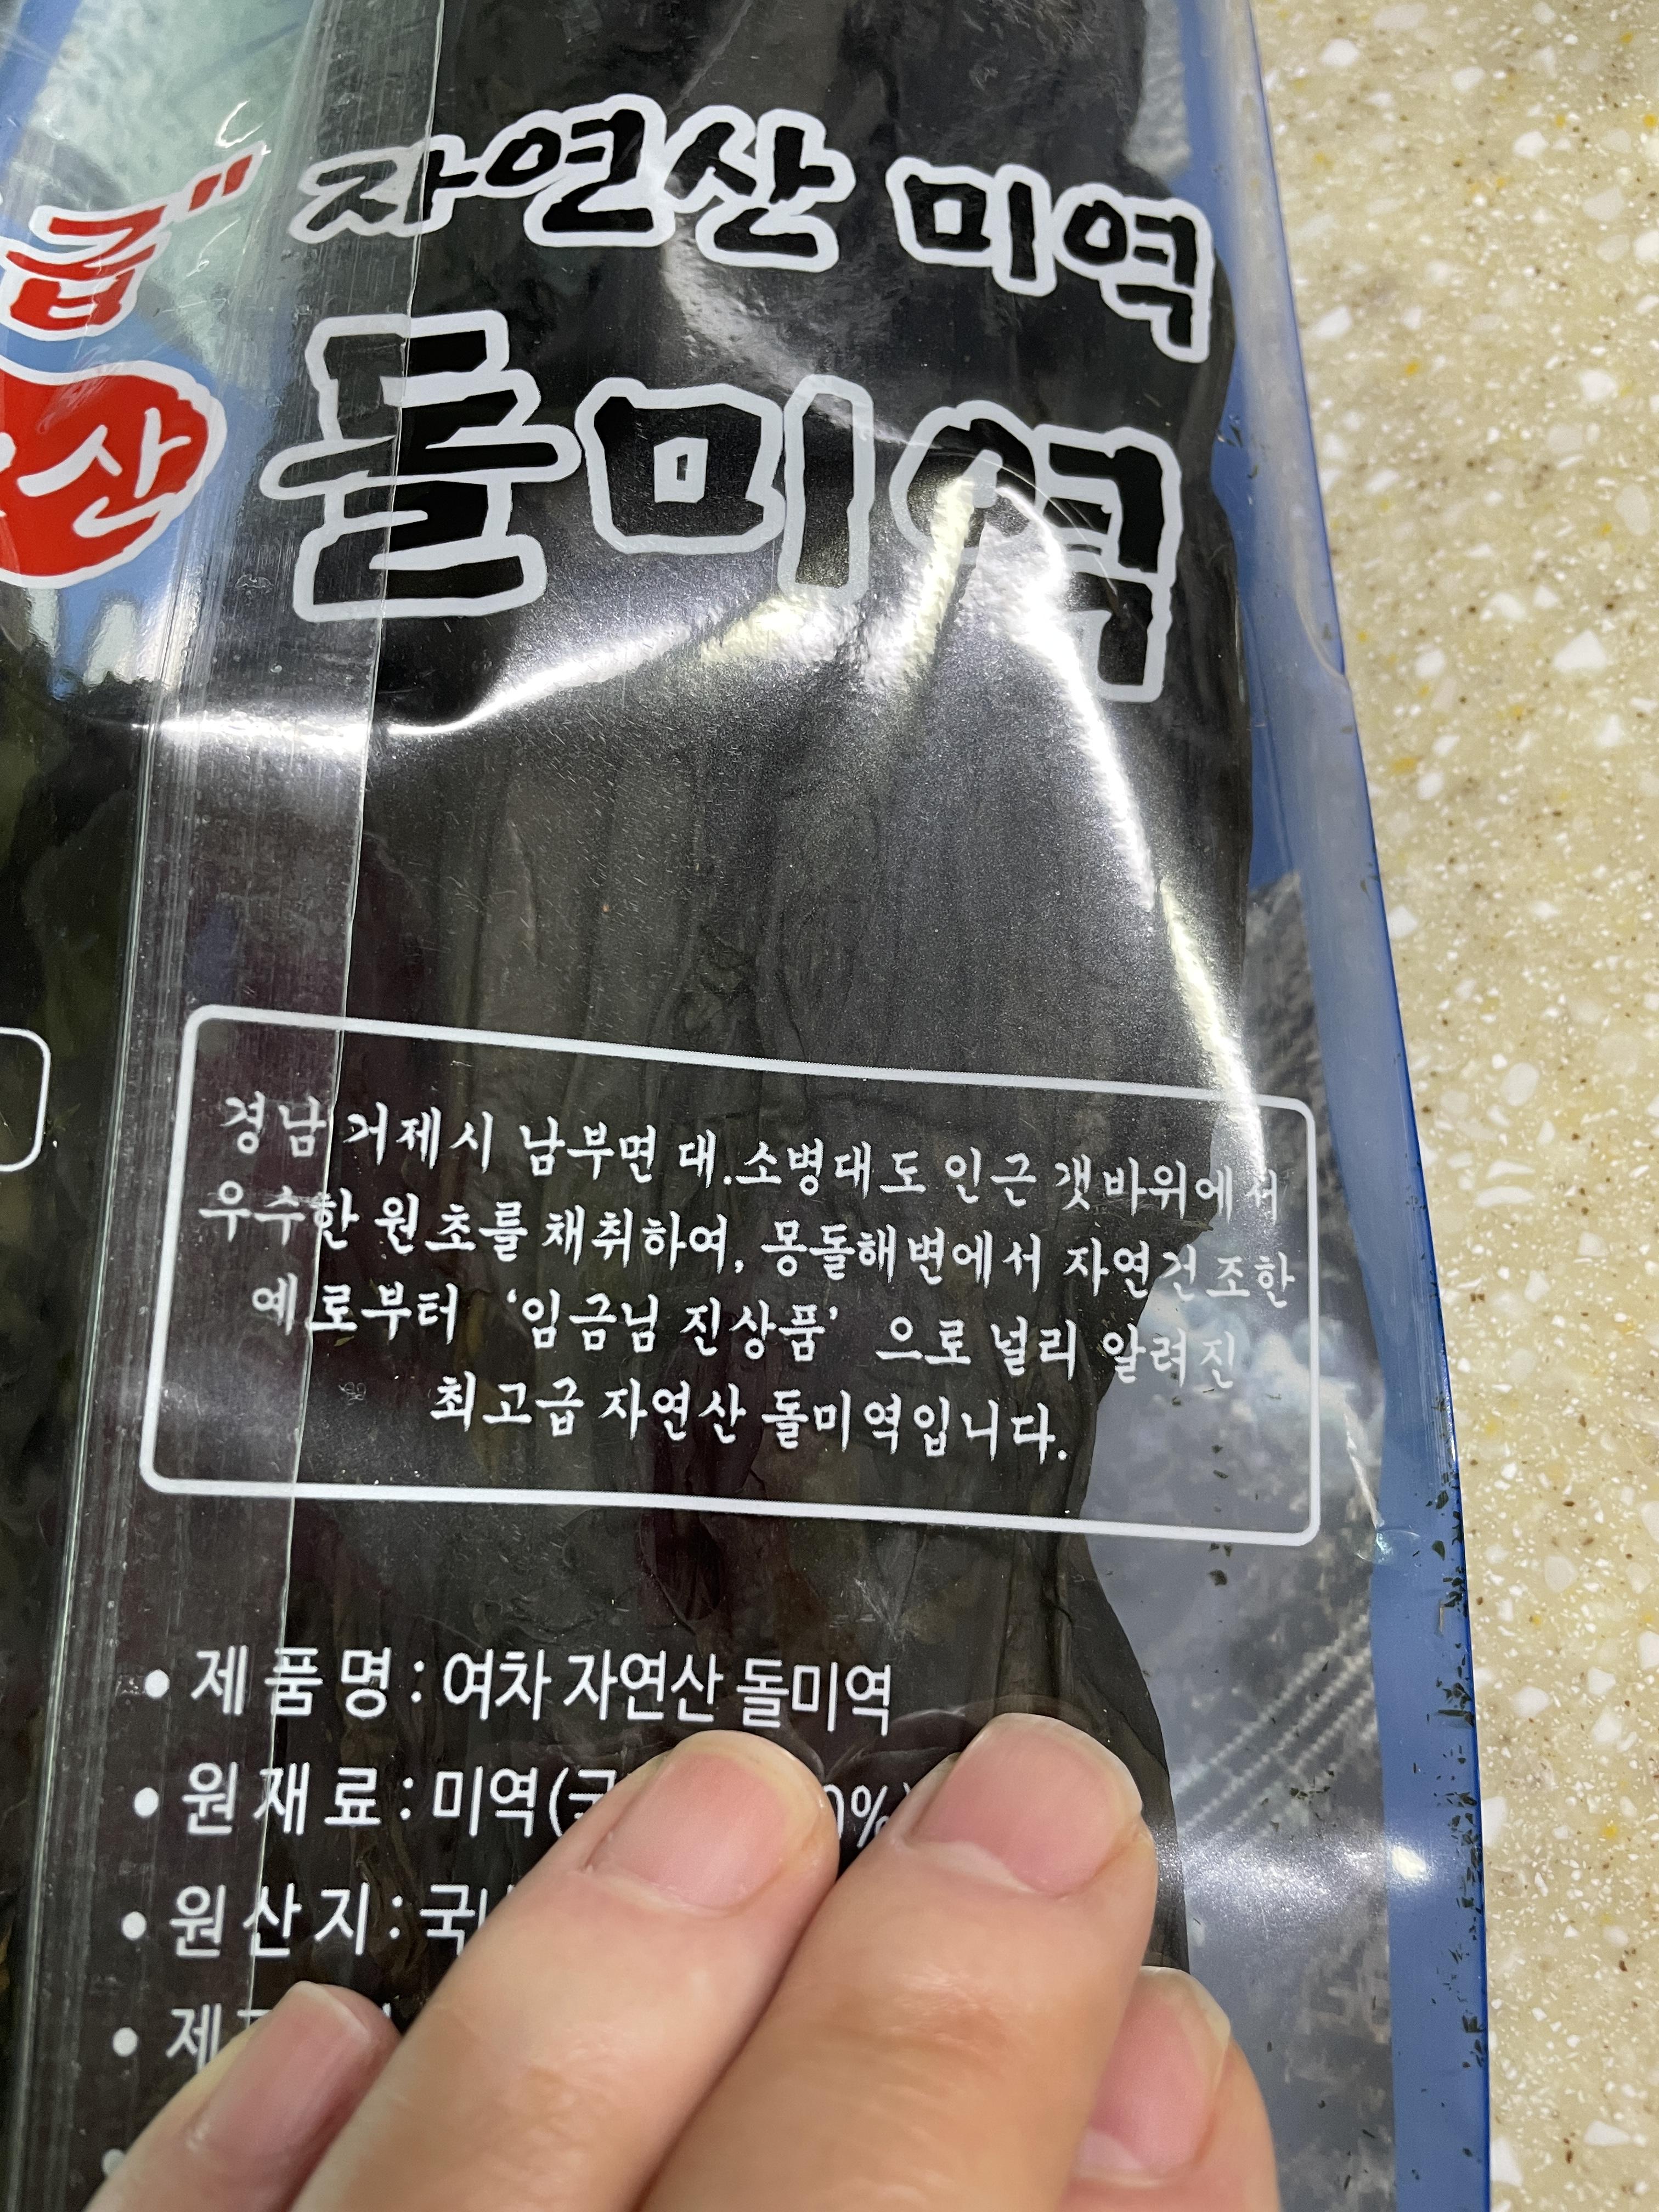 급" 자연산 미역
산 돌미역
경남 거제시 남부면 대.소병대도 인근 갯바위에서
우수한 원초를 채취하여, 몽돌해변에서 자연건조한
예로부터 '임금님 진상품' 으로 널리 알려진
최고급 자연산 돌미역입니다.
• 제품명 : 여차 자연산 돌미역
• 원재료 : 미역(
• 원산지 :
• 제